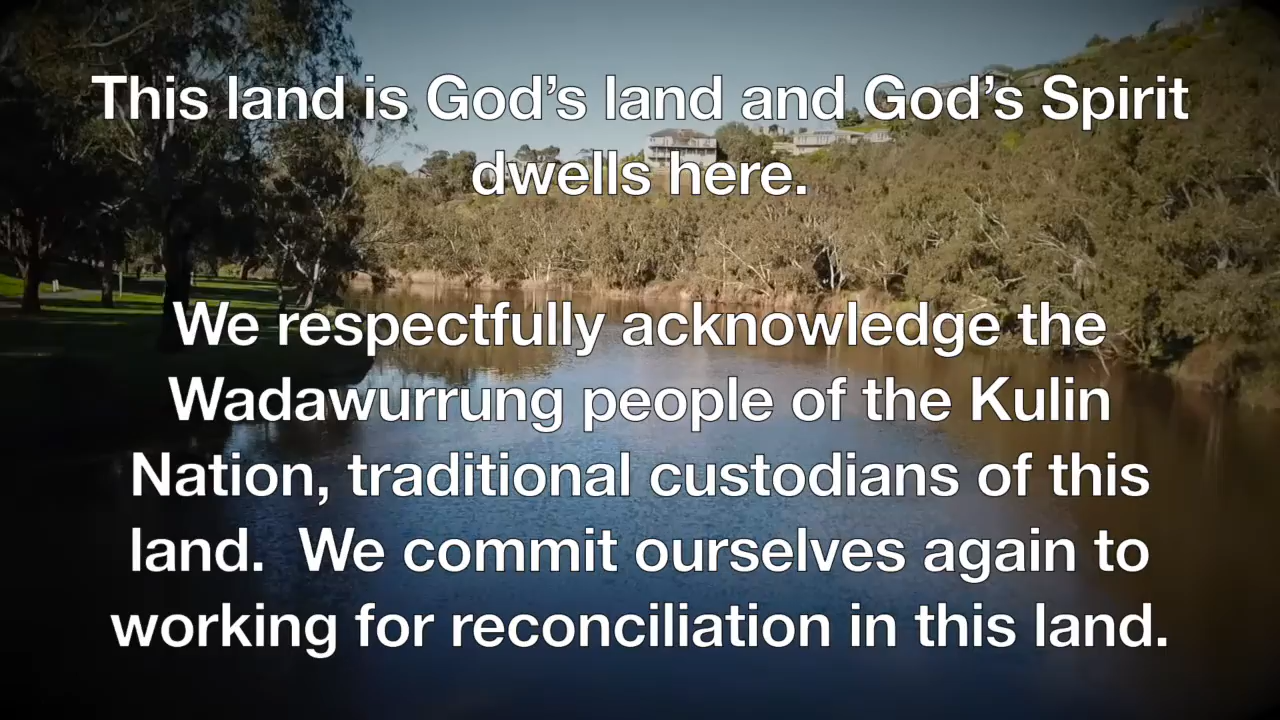 This land is God’s land and God’s Spirit
dwells here.
We respectfully acknowledge the
Wadawurrung people of the Kulin
Nation, traditional custodians of this
land.  We commit ourselves again to
working for reconciliation in this land.